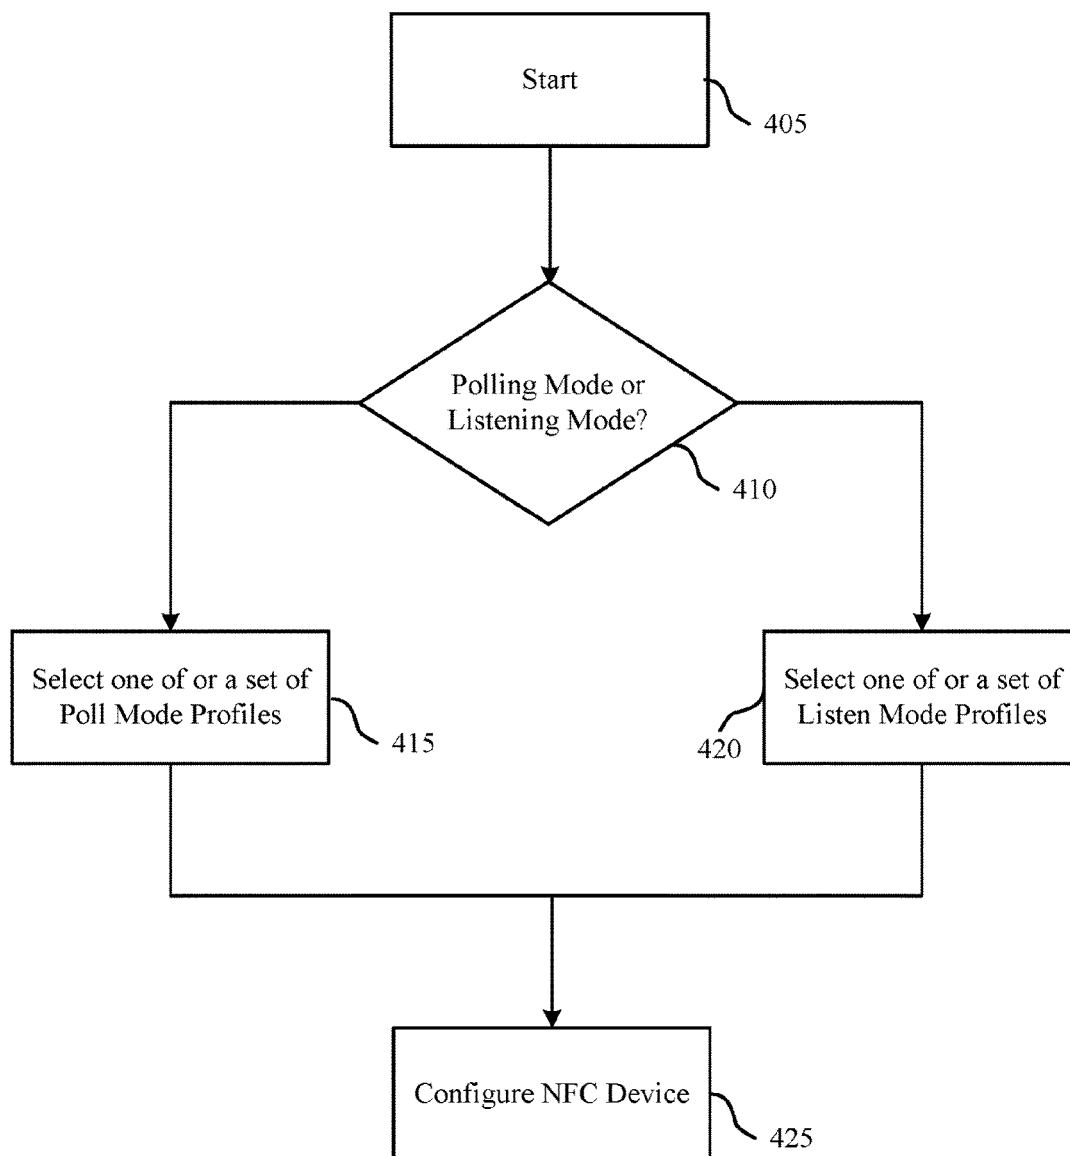 Start
405
Polling Mode or
Listening Mode?
410
Select one of or a set of
Poll Mode Profiles
415
Select one of or a set of
Listen Mode Profiles
420
Configure NFC Device
425